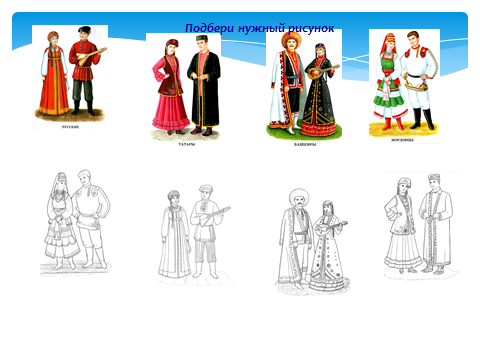 Подбери нужный рисунок
РУССКИЕ
ТАТАРЫ
БАШКИРЫ
МОРДОВЦЫ